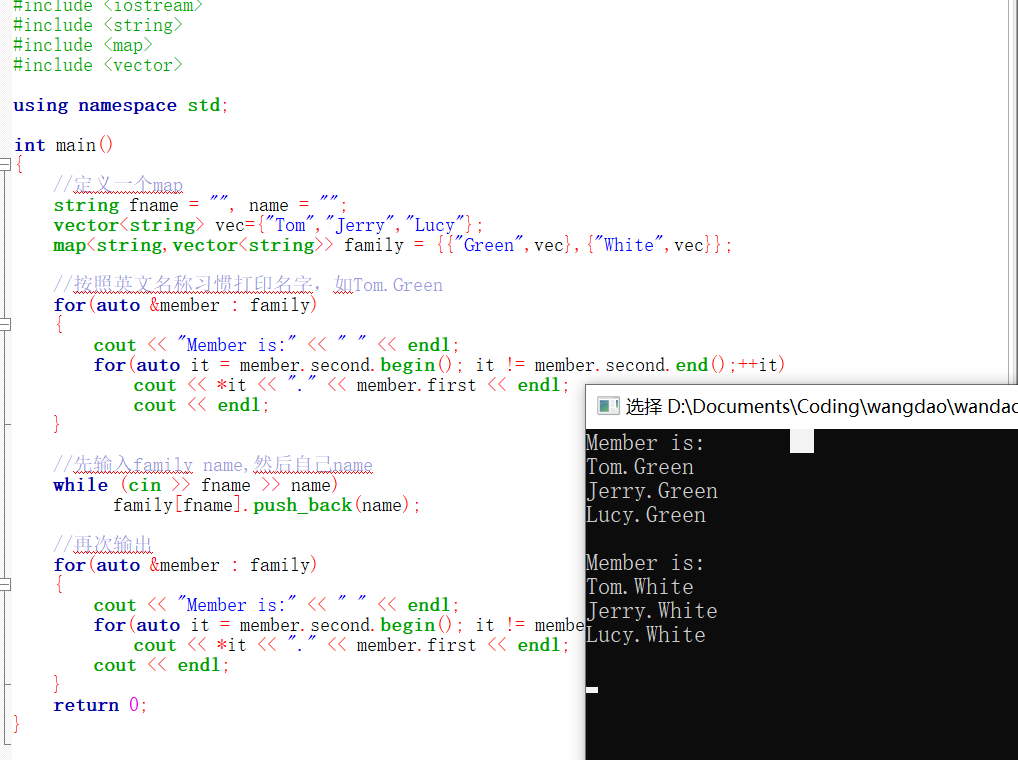 #include <iostream>
#include <string>
#include <map>
#include <vector>
using namespace std;
int main()
{
//定义一个map
string fname = "", name = "";
vector<string> vec={"Tom","Jerry","Lucy"};
map<string,vector<string>> family = {{"Green",vec},{"White",vec}};
//按照英文名称习惯打印名字，如Tom.Green
for(auto &member : family)
{
cout << "Member is:" << " " << endl;
for(auto it = member.second.begin(); it != member.second.end();++it)
cout << *it << "." << member.first << endl;
cout << endl;
}
//先输入family name,然后自己name
while (cin >> fname >> name)
family[fname].push_back(name);
//再次输出
for(auto &member : family)
{
cout << "Member is:" << " " << endl;
for(auto it = member.second.begin(); it != membe
cout << *it << "." << member.first << endl;
cout << endl;
}
return 0;
}
选择 D:\Documents\Coding\wangdao\wandao
Member is:
Tom.Green
Jerry.Green
Lucy.Green
Member is:
Tom.White
Jerry.White
Lucy.White